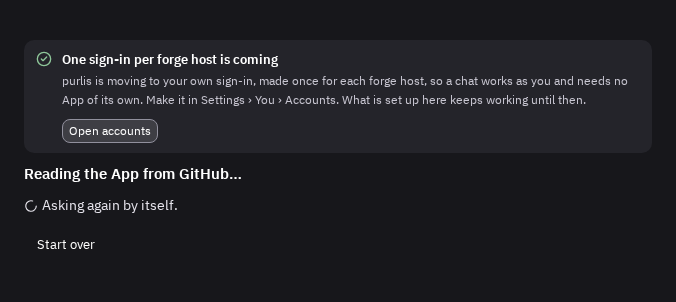 One sign-in per forge host is coming
purlis is moving to your own sign-in, made once for each forge host, so a chat works as you and needs no
App of its own. Make it in Settings › You › Accounts. What is set up here keeps working until then.
Open accounts
Reading the App from GitHub…
Asking again by itself.
Start over